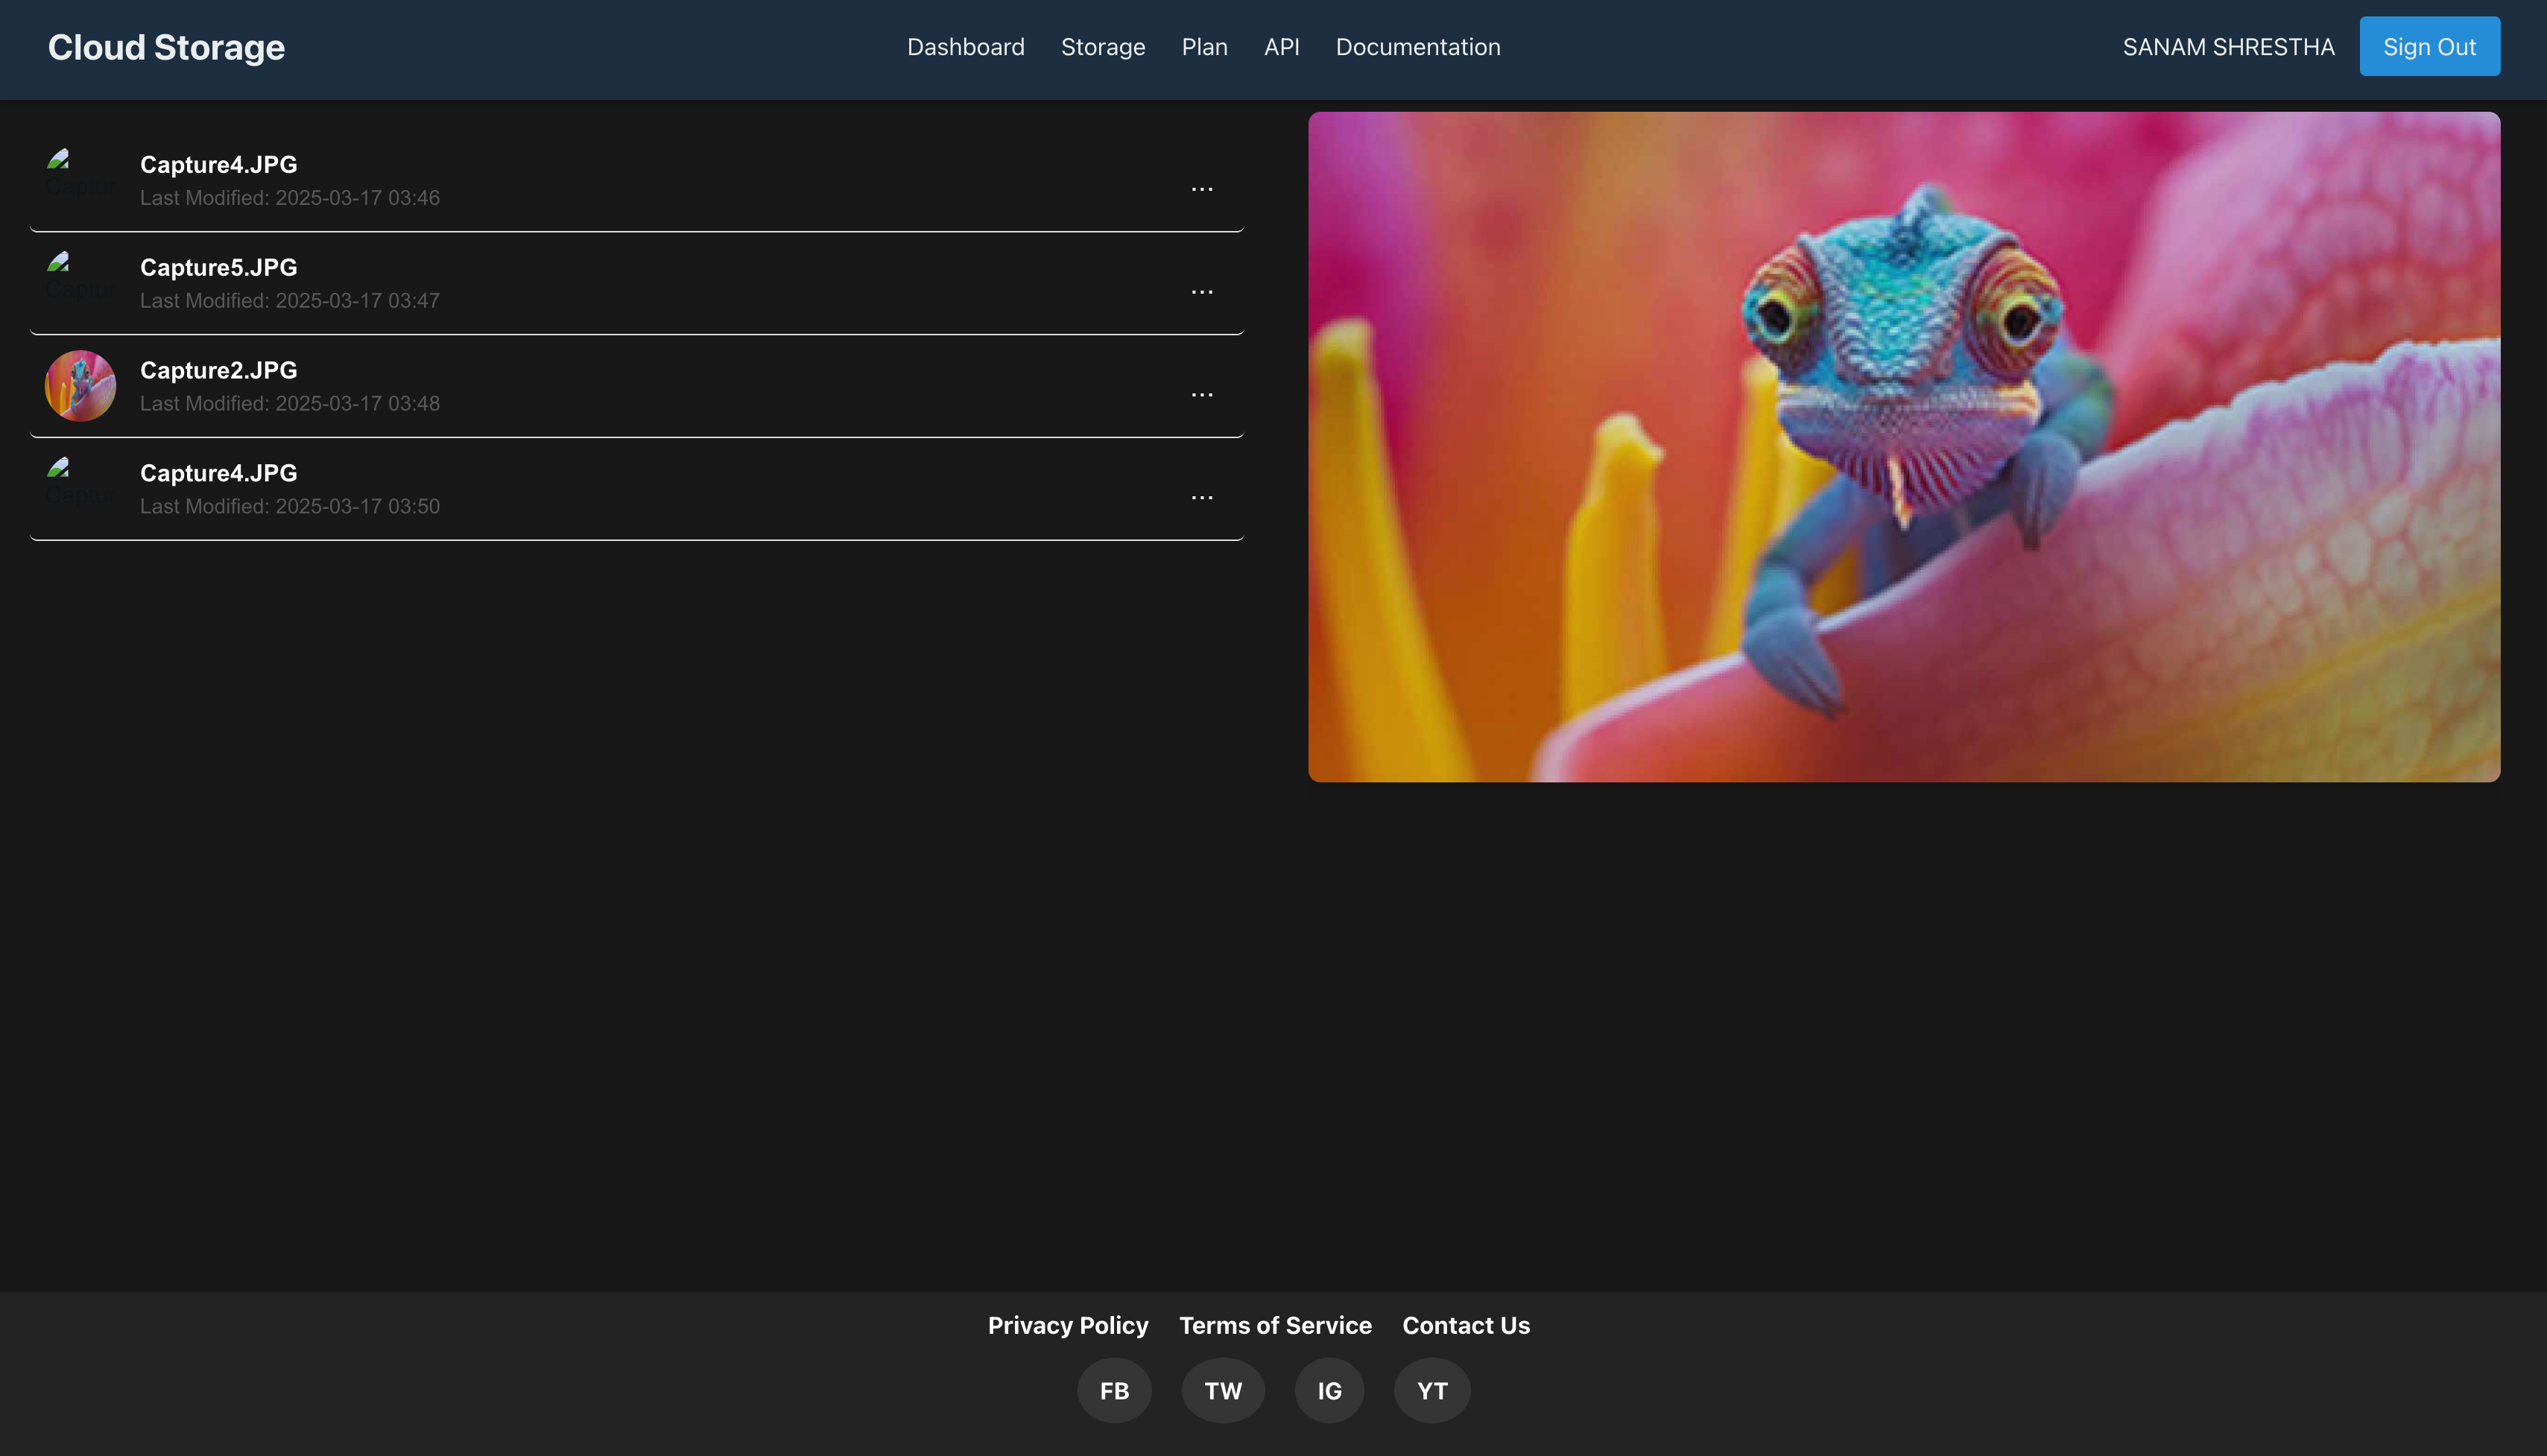 Cloud Storage
Dashboard Storage Plan API Documentation
SANAM SHRESTHA Sign Out
Captur
Capture4.JPG
Last Modified: 2025-03-17 03:46
...
Captur
Capture5.JPG
Last Modified: 2025-03-17 03:47
...
Capture2.JPG
Last Modified: 2025-03-17 03:48
...
Captur
Capture4.JPG
Last Modified: 2025-03-17 03:50
...
Privacy Policy Terms of Service Contact Us
FB TW IG YT